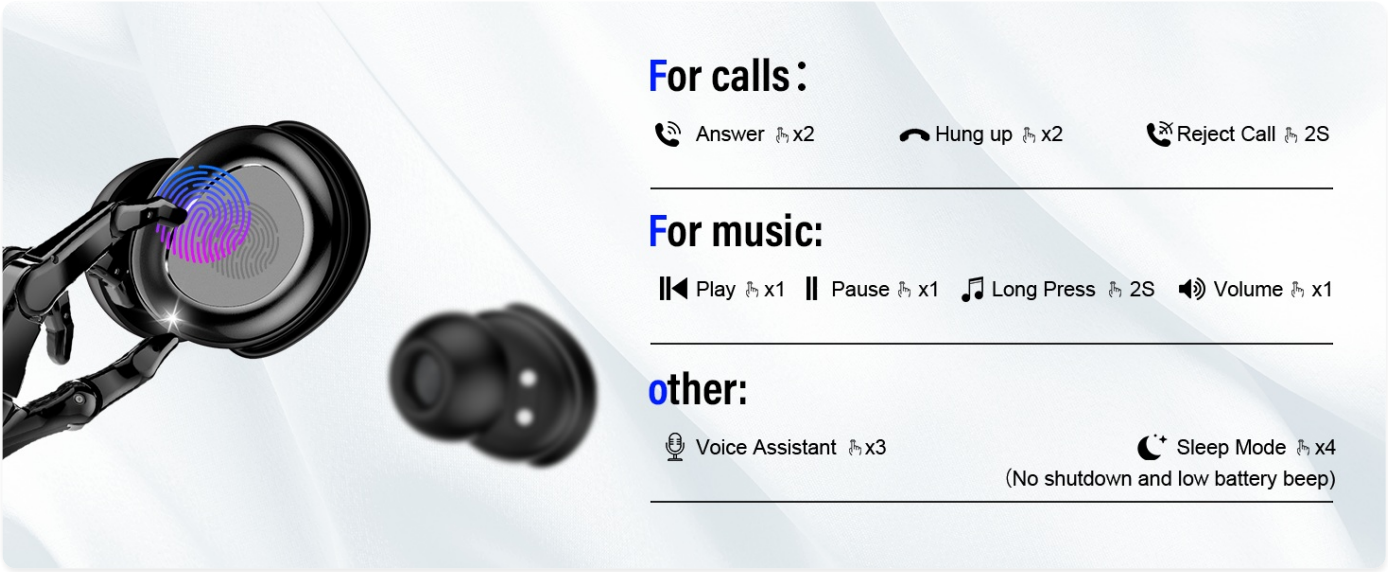 For calls：
Answer x2 Hung up x2 Reject Call 2S
For music:
Play x1 Pause x1 Long Press 2S Volume x1
other:
Voice Assistant x3 Sleep Mode x4
(No shutdown and low battery beep)